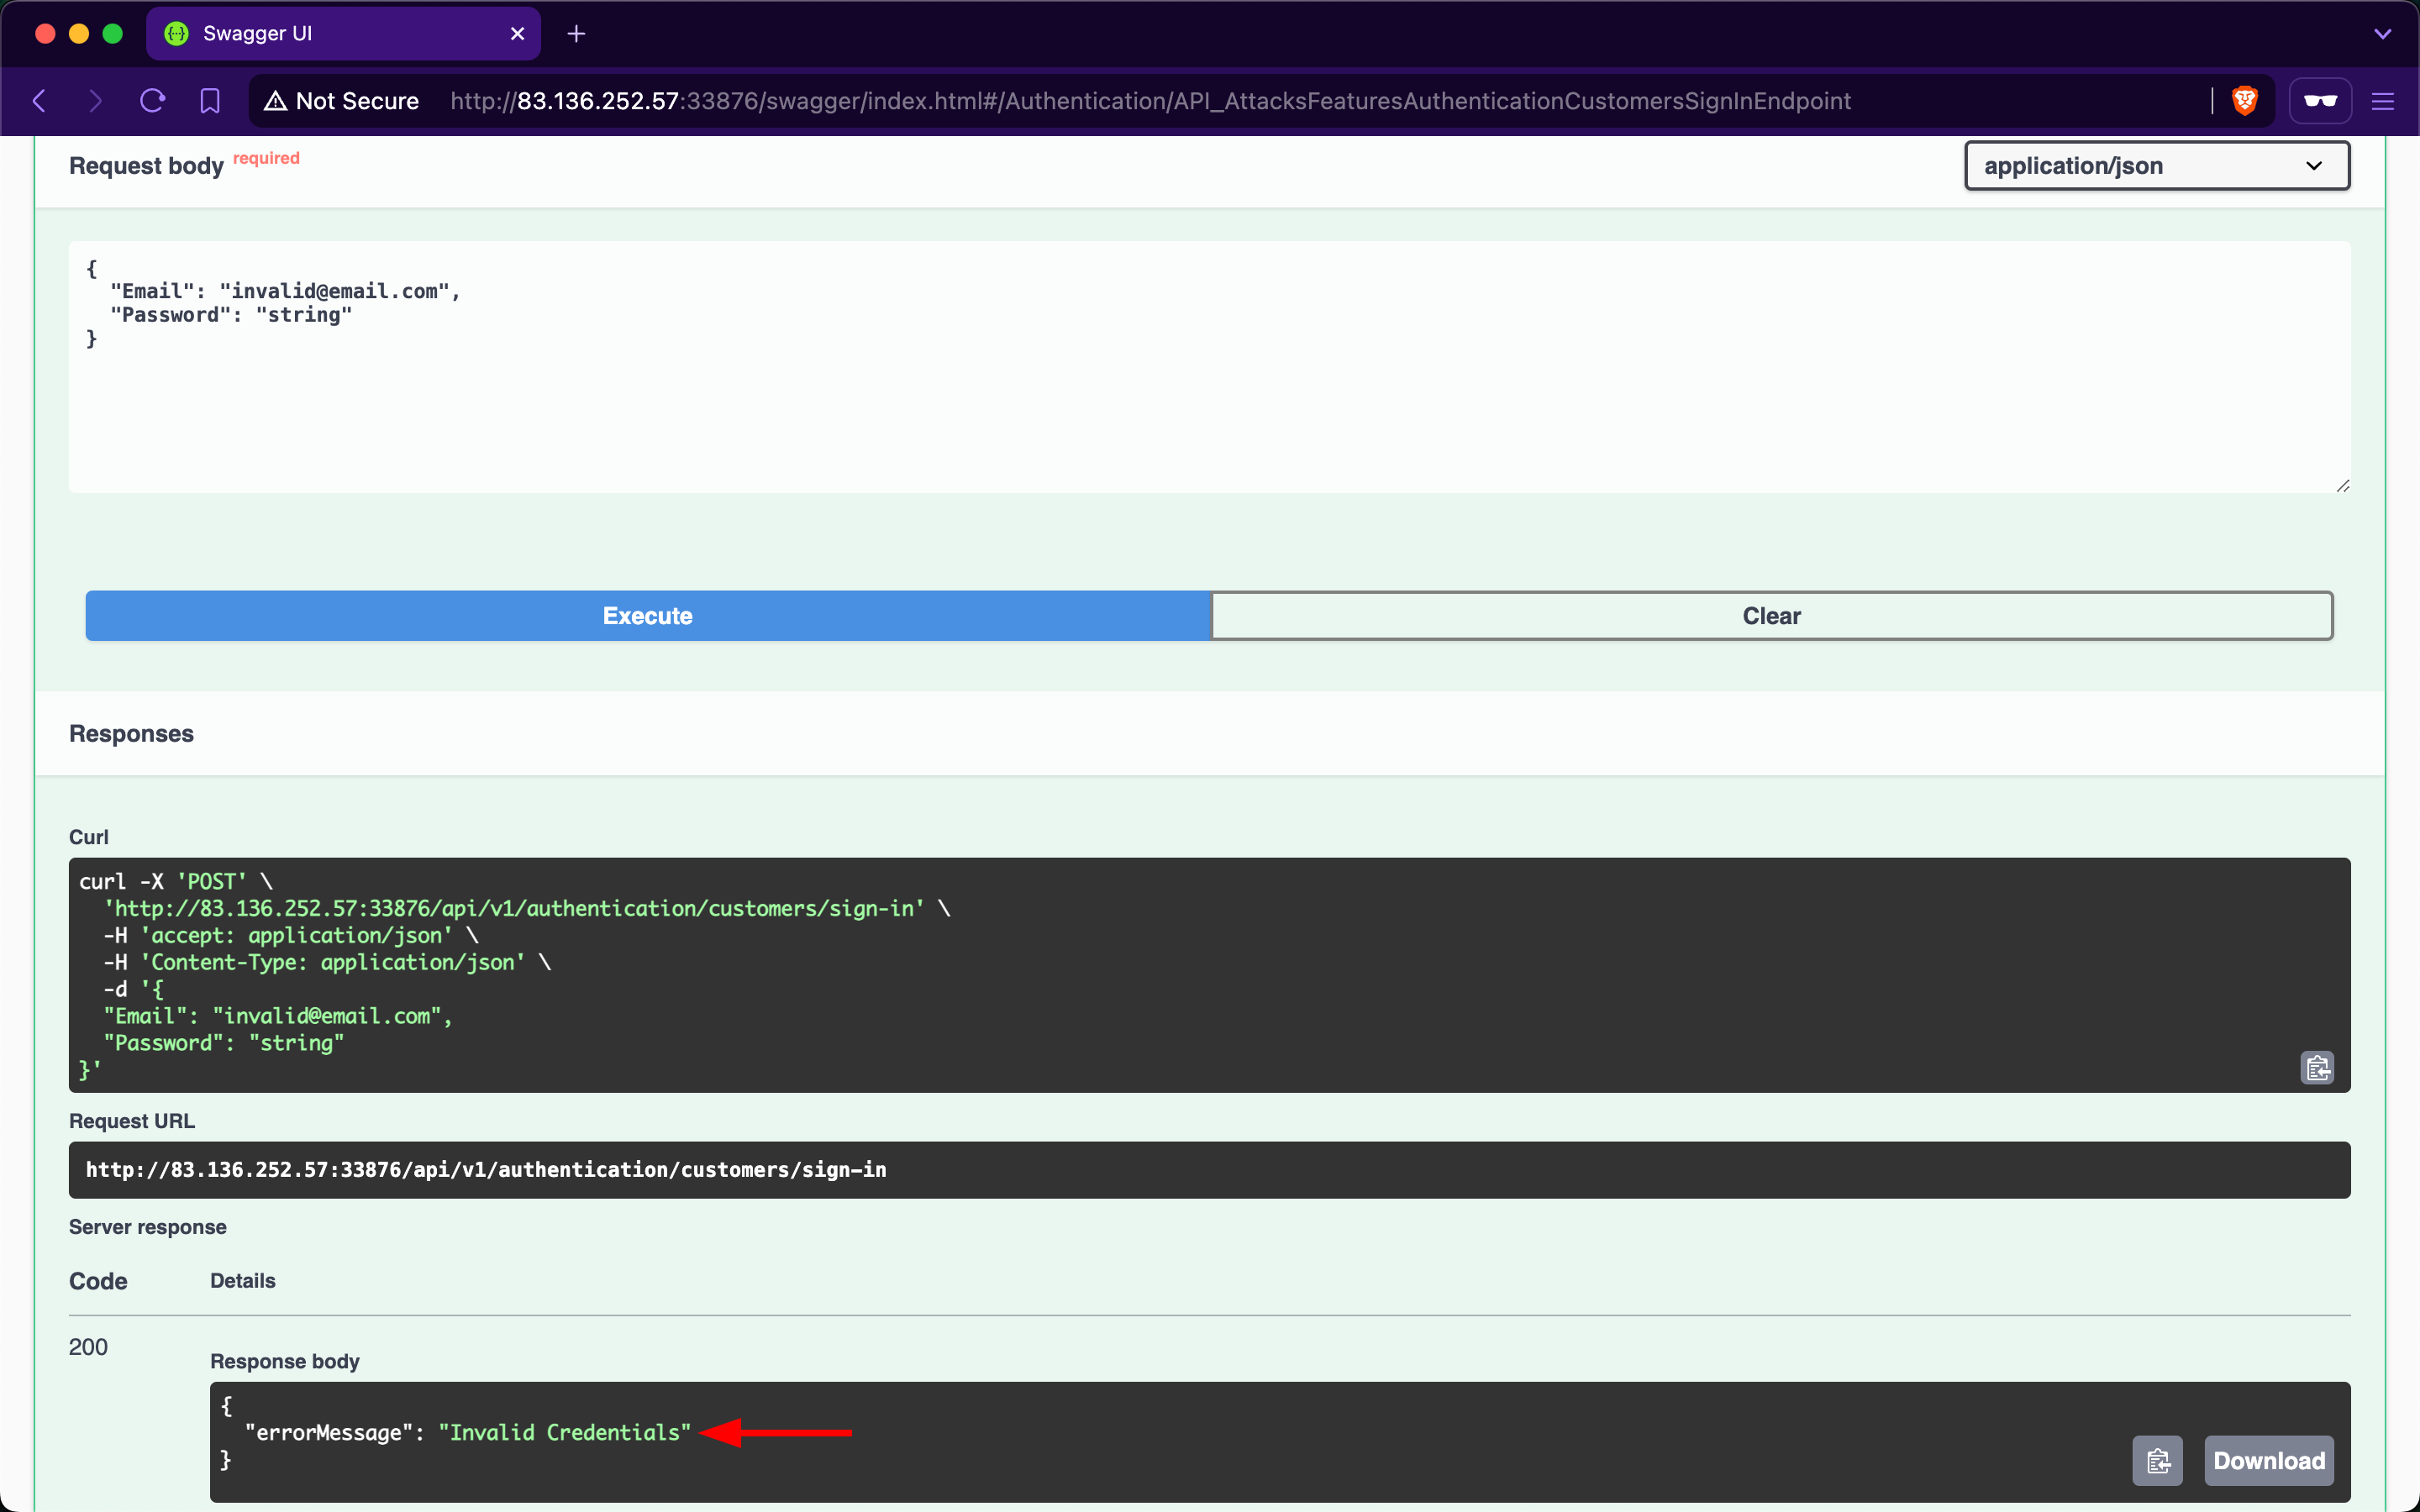 Swagger UI
Not Secure http://83.136.252.57:33876/swagger/index.html#/Authentication/API_AttacksFeaturesAuthenticationCustomersSignInEndpoint
Request body required
application/json
{
"Email": "invalid@email.com",
"Password": "string"
}
Execute
Clear
Responses
Curl
curl -X 'POST' \
'http://83.136.252.57:33876/api/v1/authentication/customers/sign-in' \
-H 'accept: application/json' \
-H 'Content-Type: application/json' \
-d '{
"Email": "invalid@email.com",
"Password": "string"
}'
Request URL
http://83.136.252.57:33876/api/v1/authentication/customers/sign-in
Server response
Code Details
200
Response body
{
"errorMessage": "Invalid Credentials"
}
Download